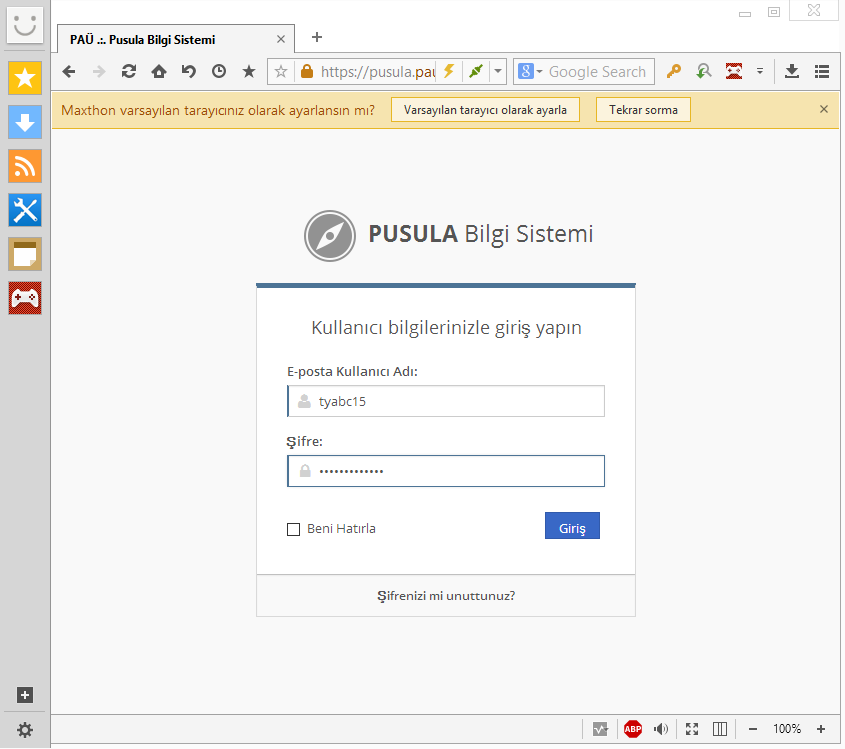 PAÜ .:. Pusula Bilgi Sistemi
https://pusula.pau
Google Search
Maxthon varsayılan tarayıcınız olarak ayarlansın mı?
Varsayılan tarayıcı olarak ayarla
Tekrar sorma
PUSULA Bilgi Sistemi
Kullanıcı bilgilerinizle giriş yapın
E-posta Kullanıcı Adı:
tyabc15
Şifre:
•••••••••••••
Beni Hatırla
Giriş
Şifrenizi mi unuttunuz?
ABP
100%